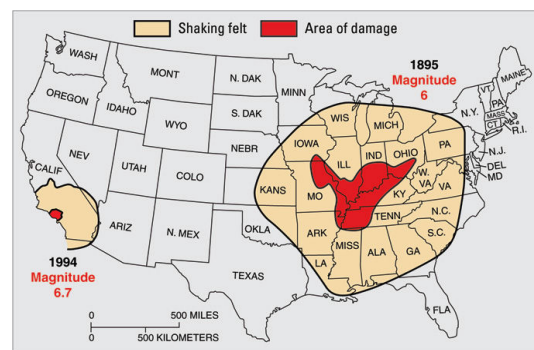 Shaking felt Area of damage
WASH
MONT
N. DAK
MINN
MAINE
VT
1895
Magnitude
6
OREGON
IDAHO
WYO
S. DAK
WIS
MICH
N.Y.
PA
MASS
CT
R.I.
NEBR
IOWA
ILL
IND
OHIO
PA
N.J.
DEL
MD
NEV
UTAH
COLO
CALIF
KANS
MO
KY
W.
VA
VA
ARIZ
N. MEX
OKLA
ARK
TENN
N.C.
S.C.
MISS
ALA
GA
LA
TEXAS
FLA
1994
Magnitude
6.7
0 500 MILES
0 500 KILOMETERS